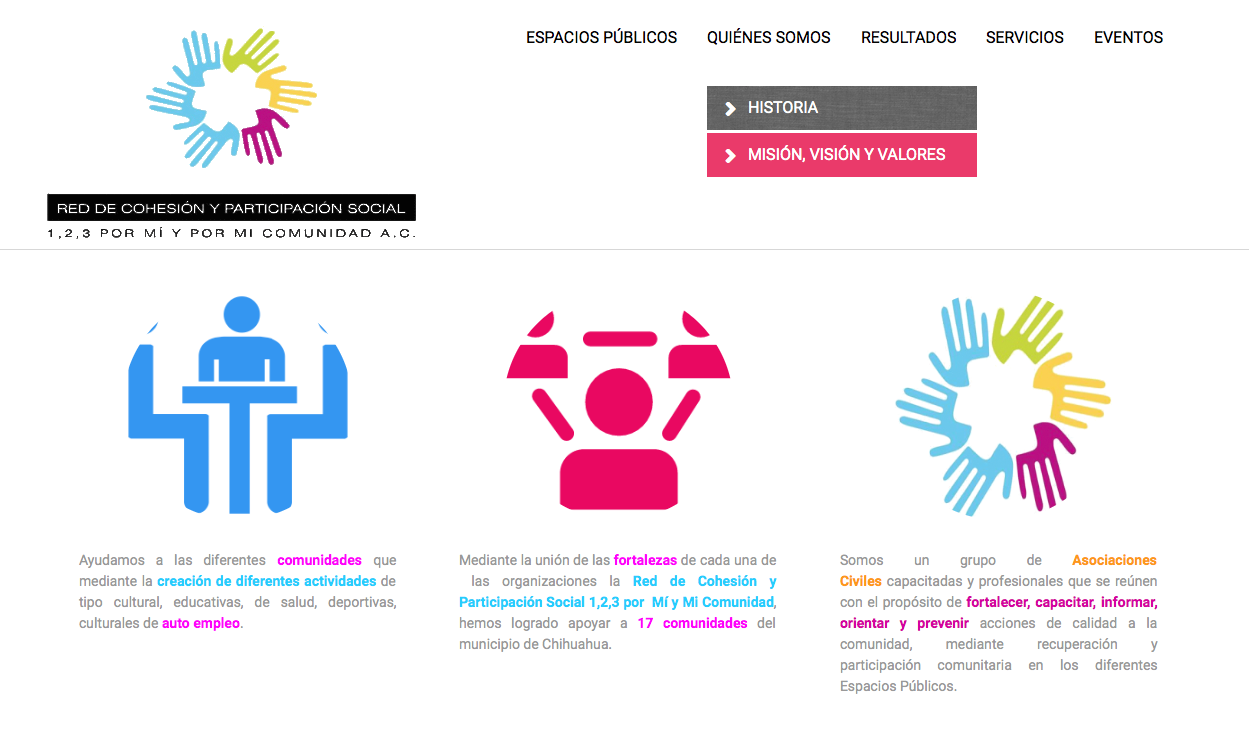 ESPACIOS PÚBLICOS QUIÉNES SOMOS RESULTADOS SERVICIOS EVENTOS
HISTORIA
MISIÓN, VISIÓN Y VALORES
RED DE COHESIÓN Y PARTICIPACIÓN SOCIAL
1,2,3 POR MÍ Y POR MI COMUNIDAD A.C.
Ayudamos a las diferentes comunidades que
mediante la creación de diferentes actividades de
tipo cultural, educativas, de salud, deportivas,
culturales de auto empleo.
Mediante la unión de las fortalezas de cada una de
las organizaciones la Red de Cohesión y
Participación Social 1,2,3 por Mí y Mi Comunidad,
hemos logrado apoyar a 17 comunidades del
municipio de Chihuahua.
Somos un grupo de Asociaciones
Civiles capacitadas y profesionales que se reúnen
con el propósito de fortalecer, capacitar, informar,
orientar y prevenir acciones de calidad a la
comunidad, mediante recuperación y
participación comunitaria en los diferentes
Espacios Públicos.